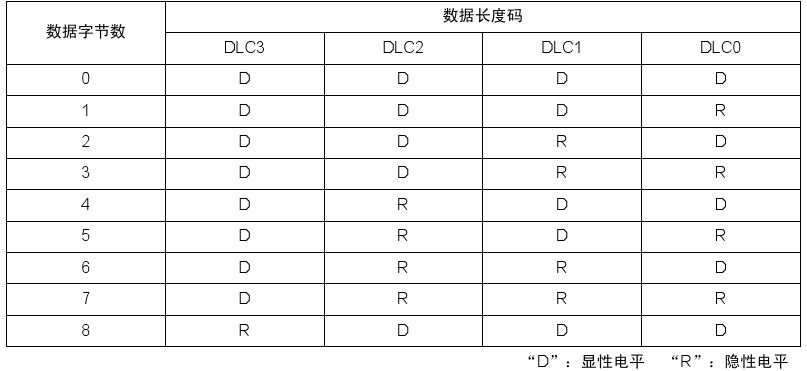 数据字节数 数据长度码
DLC3 DLC2 DLC1 DLC0
0 D D D D
1 D D D R
2 D D R D
3 D D R R
4 D R D D
5 D R D R
6 D R R D
7 D R R R
8 R D D D
“D”：显性电平 “R”：隐性电平